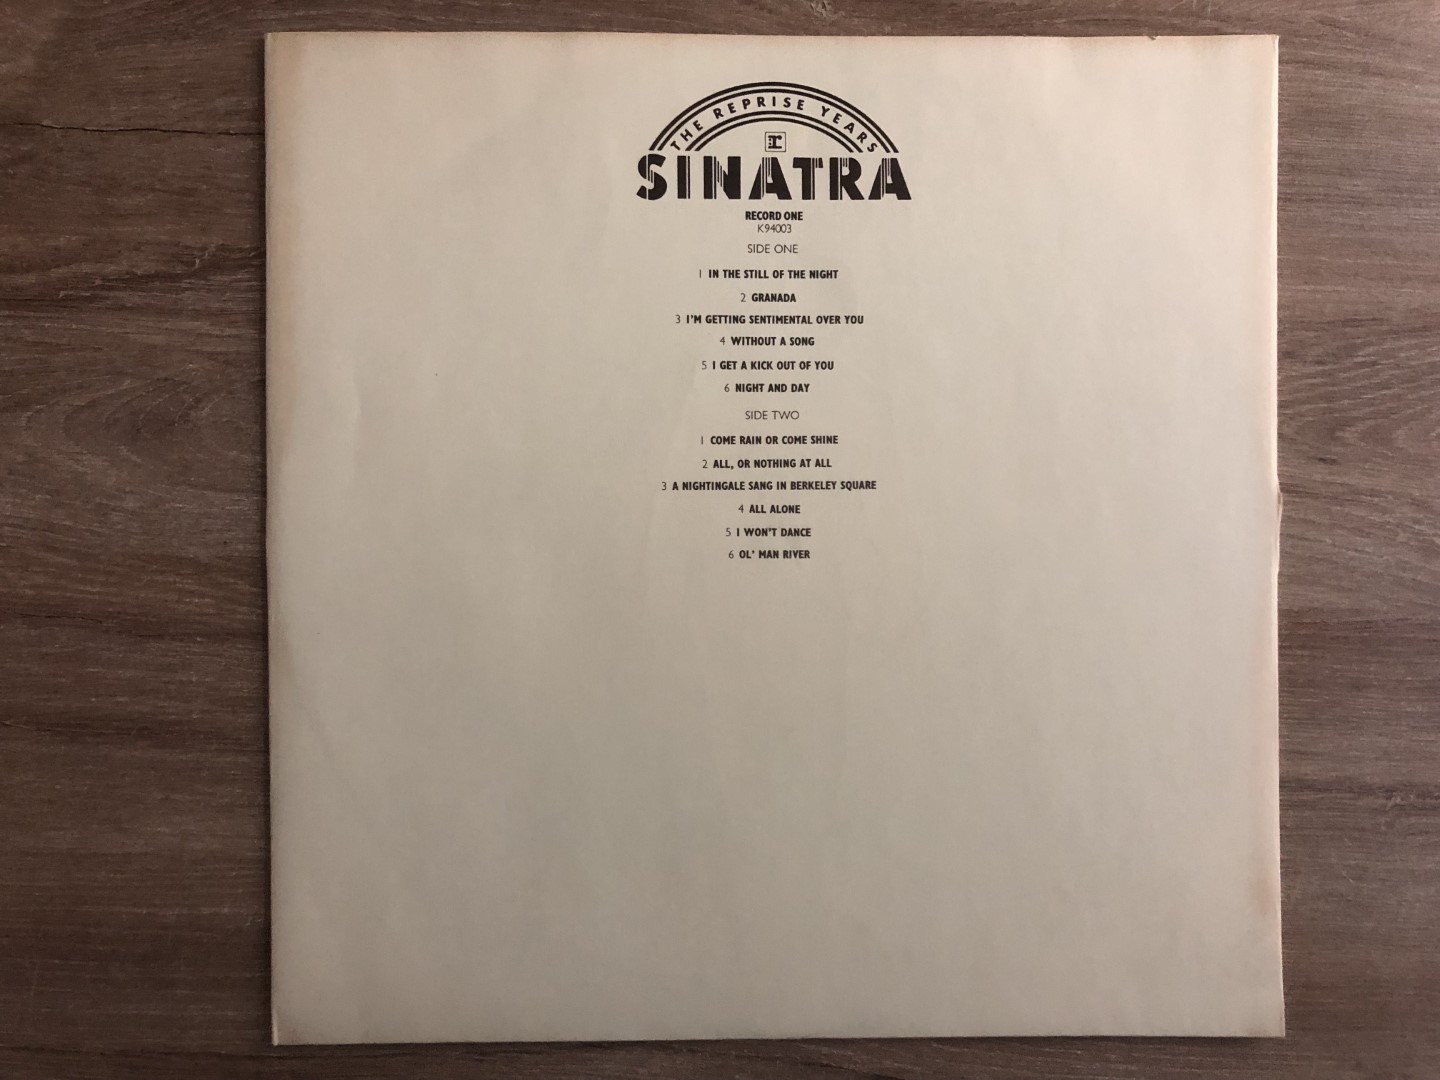 THE REPRISE YEARS
r
SINATRA
RECORD ONE
K94003
SIDE ONE
1 IN THE STILL OF THE NIGHT
2 GRANADA
3 I'M GETTING SENTIMENTAL OVER YOU
4 WITHOUT A SONG
5 I GET A KICK OUT OF YOU
6 NIGHT AND DAY
SIDE TWO
1 COME RAIN OR COME SHINE
2 ALL, OR NOTHING AT ALL
3 A NIGHTINGALE SANG IN BERKELEY SQUARE
4 ALL ALONE
5 I WON'T DANCE
6 OL' MAN RIVER